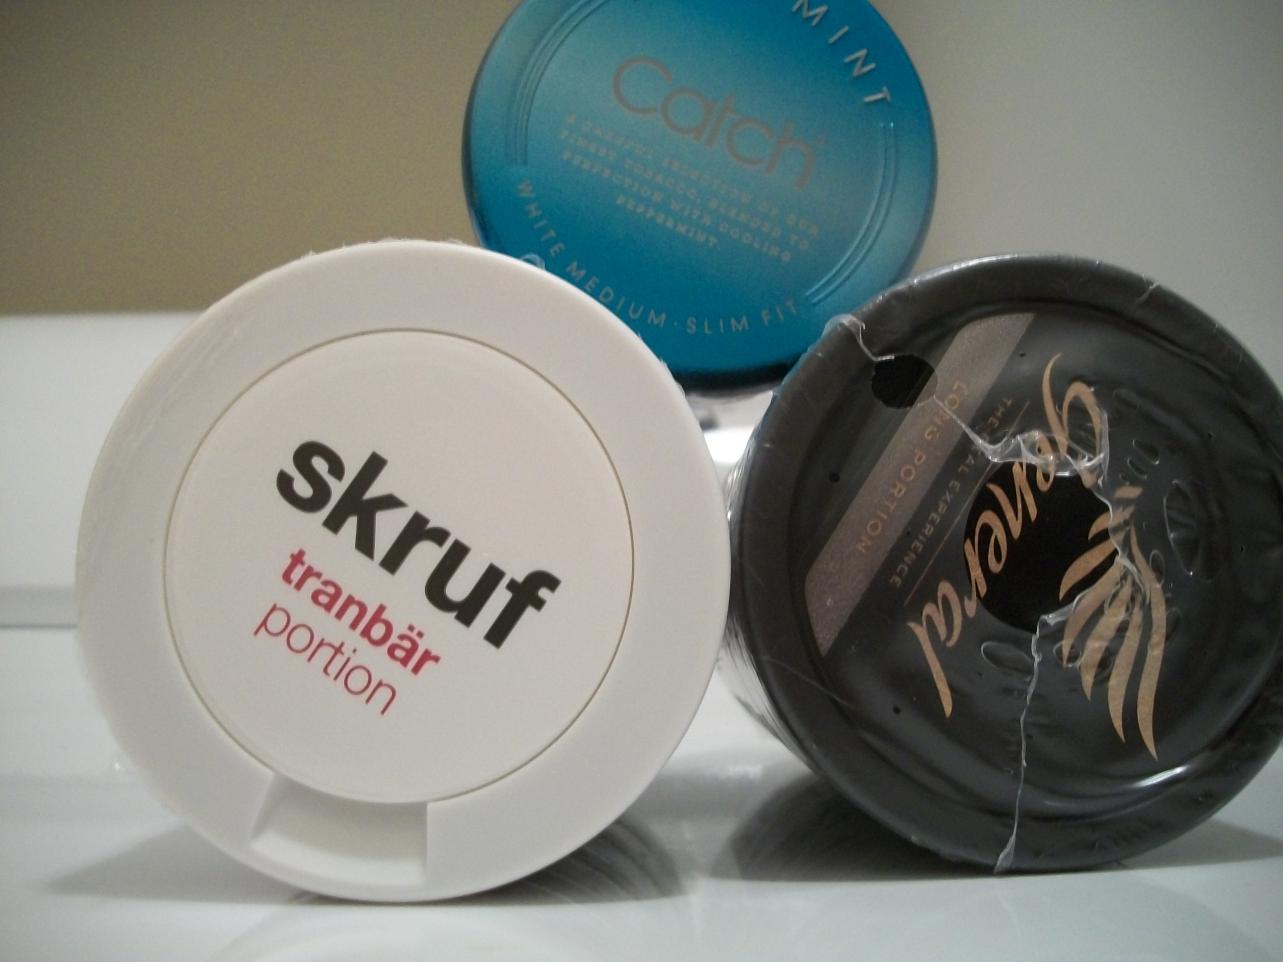 MINT
Catch
A CAREFUL SELECTION OF OUR
FINEST TOBACCO, BLENDED TO
PERFECTION WITH COOLING
PEPPERMINT.
WHITE MEDIUM · SLIM FIT
skruf
tranbär
portion
General
THE REAL EXPERIENCE
LONG PORTION